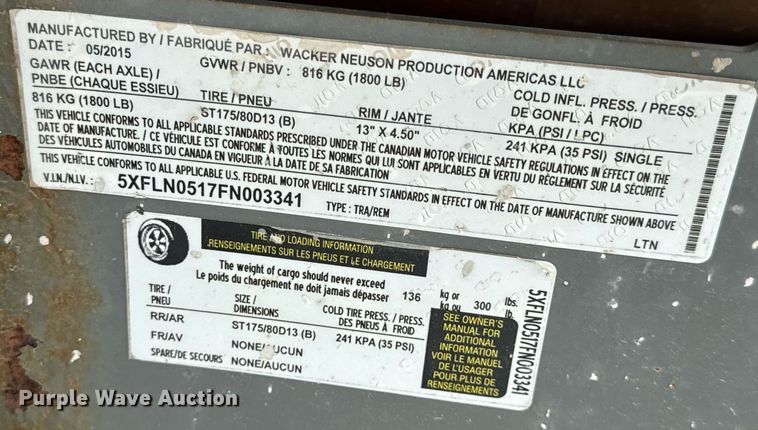 MANUFACTURED BY / FABRIQUÉ PAR : WACKER NEUSON PRODUCTION AMERICAS LLC
DATE : 05/2015 GVWR / PNBV : 816 KG (1800 LB)
GAWR (EACH AXLE) / PNBE (CHAQUE ESSIEU) TIRE / PNEU RIM / JANTE COLD INFL. PRESS. / PRESS. DE GONFL. À FROID KPA (PSI / LPC)
816 KG (1800 LB) ST175/80D13 (B) 13" X 4.50" 241 KPA (35 PSI) SINGLE
THIS VEHICLE CONFORMS TO ALL APPLICABLE STANDARDS PRESCRIBED UNDER THE CANADIAN MOTOR VEHICLE SAFETY REGULATIONS IN EFFECT ON THE
DATE OF MANUFACTURE. / CE VÉHICULE EST CONFORME À TOUTES LES NORMES QUI LUI SONT APPLICABLES EN VERTU DU RÈGLEMENT SUR LA SÉCURITÉ
DES VÉHICULES AUTOMOBILES DU CANADA EN VIGUEUR À LA DATE DE SA FABRICATION
THIS VEHICLE CONFORMS TO ALL APPLICABLE U.S. FEDERAL MOTOR VEHICLE SAFETY STANDARDS IN EFFECT ON THE DATE OF MANUFACTURE SHOWN ABOVE
V.I.N./N.I.V.: 5XFLN0517FN003341 TYPE : TRA/REM LTN
TIRE AND LOADING INFORMATION
RENSEIGNEMENTS SUR LES PNEUS ET LE CHARGEMENT
The weight of cargo should never exceed
Le poids du chargement ne doit jamais dépasser 136 kg or kg ou 300 lbs. lb.
TIRE / PNEU SIZE / DIMENSIONS COLD TIRE PRESS./ PRESS. DES PNEUS À FROID
RR/AR ST175/80D13 (B) 241 KPA (35 PSI)
FR/AV NONE/AUCUN
SPARE/DE SECOURS NONE/AUCUN
SEE OWNER'S
MANUAL FOR
ADDITIONAL
INFORMATION
VOIR LE MANUEL
DE L'USAGER
POUR PLUS DE
RENSEIGNEMENTS
5XFLN0517FN003341
Purple Wave Auction